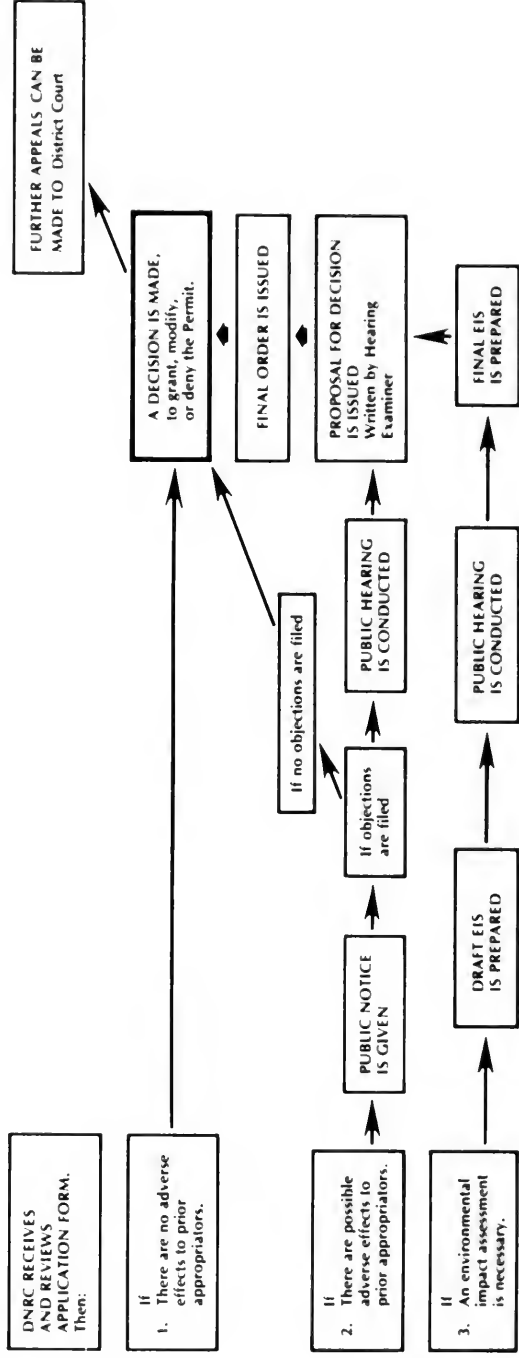 DNRC RECEIVES
AND REVIEWS
APPLICATION FORM.
Then:
If
1. There are no adverse
effects to prior
appropriators.
If
2. There are possible
adverse effects to
prior appropriators.
If
3. An environmental
impact assessment
is necessary.
PUBLIC NOTICE
IS GIVEN
DRAFT EIS
IS PREPARED
If objections
are filed
If no objections are filed
PUBLIC HEARING
IS CONDUCTED
PUBLIC HEARING
IS CONDUCTED
FURTHER APPEALS CAN BE
MADE TO District Court
A DECISION IS MADE,
to grant, modify,
or deny the Permit.
FINAL ORDER IS ISSUED
PROPOSAL FOR DECISION
IS ISSUED
Written by Hearing
Examiner
FINAL EIS
IS PREPARED